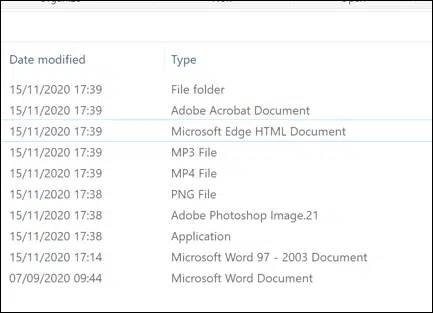 Date modified Type
15/11/2020 17:39 File folder
15/11/2020 17:39 Adobe Acrobat Document
15/11/2020 17:39 Microsoft Edge HTML Document
15/11/2020 17:39 MP3 File
15/11/2020 17:39 MP4 File
15/11/2020 17:38 PNG File
15/11/2020 17:38 Adobe Photoshop Image.21
15/11/2020 17:38 Application
15/11/2020 17:14 Microsoft Word 97 - 2003 Document
07/09/2020 09:44 Microsoft Word Document